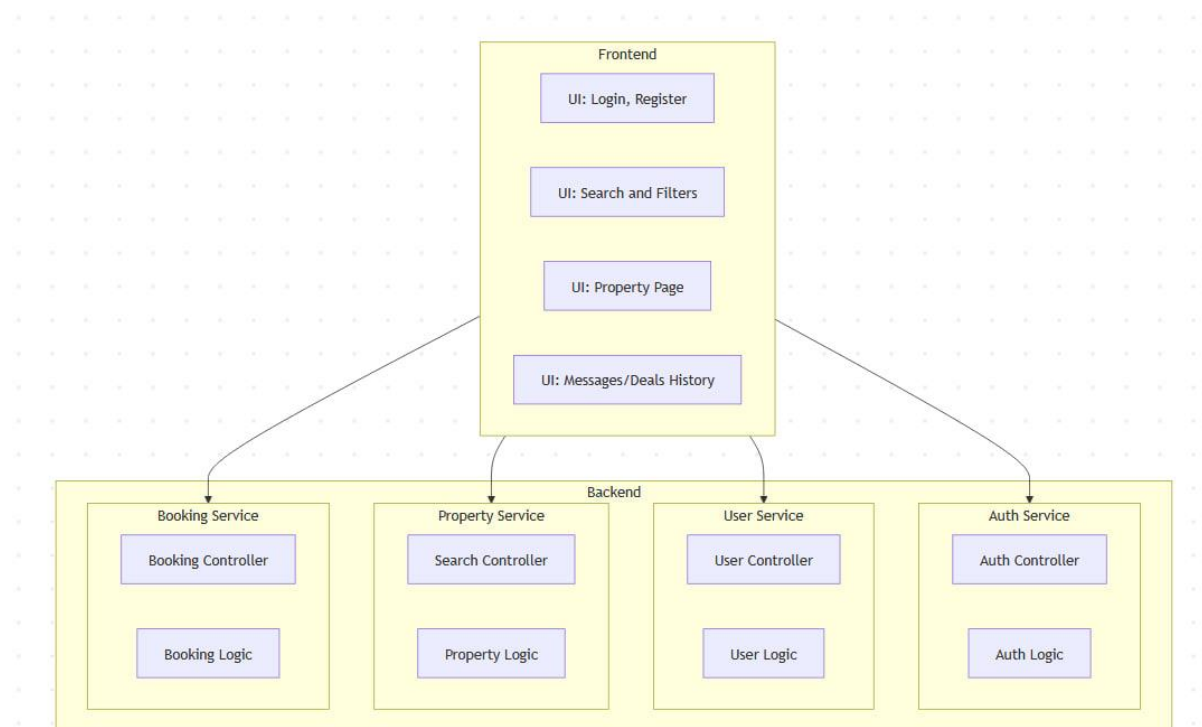 Frontend
UI: Login, Register
UI: Search and Filters
UI: Property Page
UI: Messages/Deals History
Backend
Booking Service
Booking Controller
Booking Logic
Property Service
Search Controller
Property Logic
User Service
User Controller
User Logic
Auth Service
Auth Controller
Auth Logic